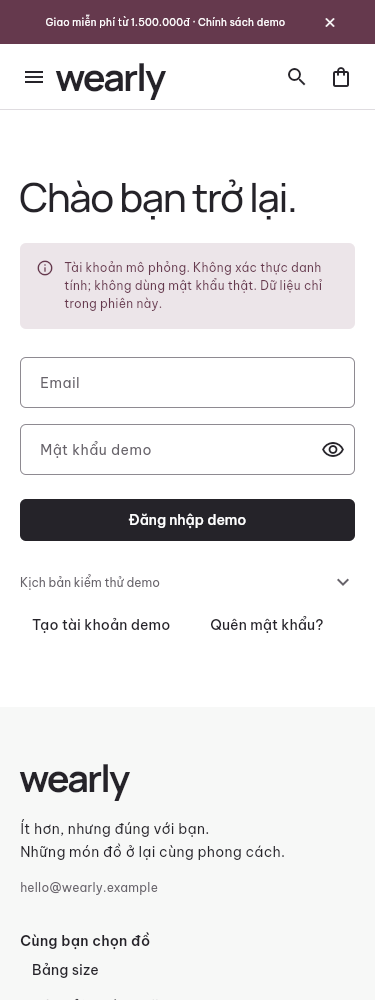 Giao miễn phí từ 1.500.000đ · Chính sách demo
wearly
Chào bạn trở lại.
Tài khoản mô phỏng. Không xác thực danh
tính; không dùng mật khẩu thật. Dữ liệu chỉ
trong phiên này.
Email
Mật khẩu demo
Đăng nhập demo
Kịch bản kiểm thử demo
Tạo tài khoản demo
Quên mật khẩu?
wearly
Ít hơn, nhưng đúng với bạn.
Những món đồ ở lại cùng phong cách.
hello@wearly.example
Cùng bạn chọn đồ
Bảng size